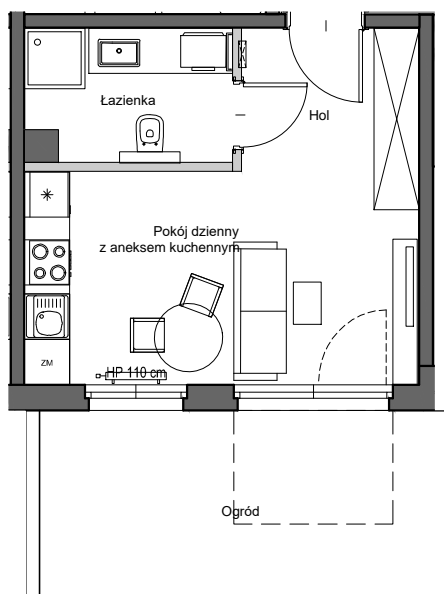 Łazienka
Hol
Pokój dzienny
z aneksem kuchennym
ZM
HP 110 cm
Ogród